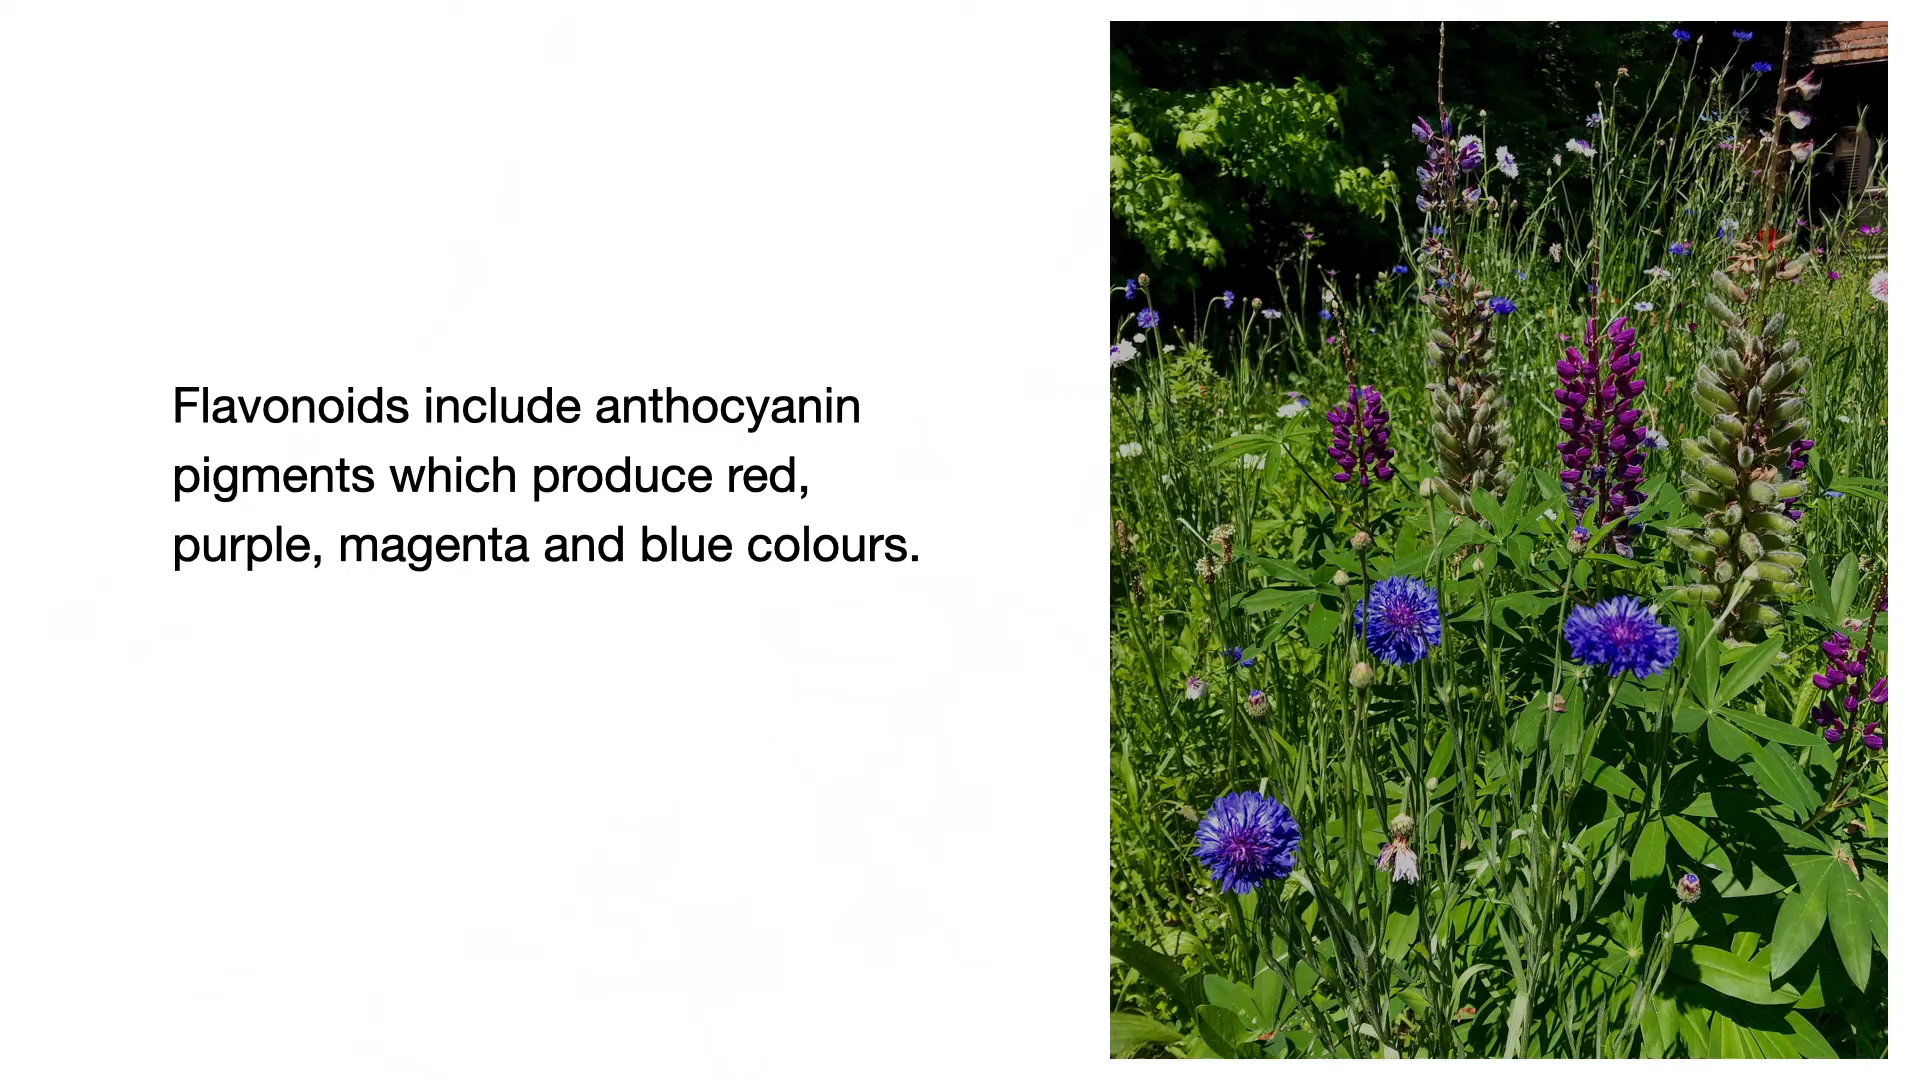 Flavonoids include anthocyanin
pigments which produce red,
purple, magenta and blue colours.